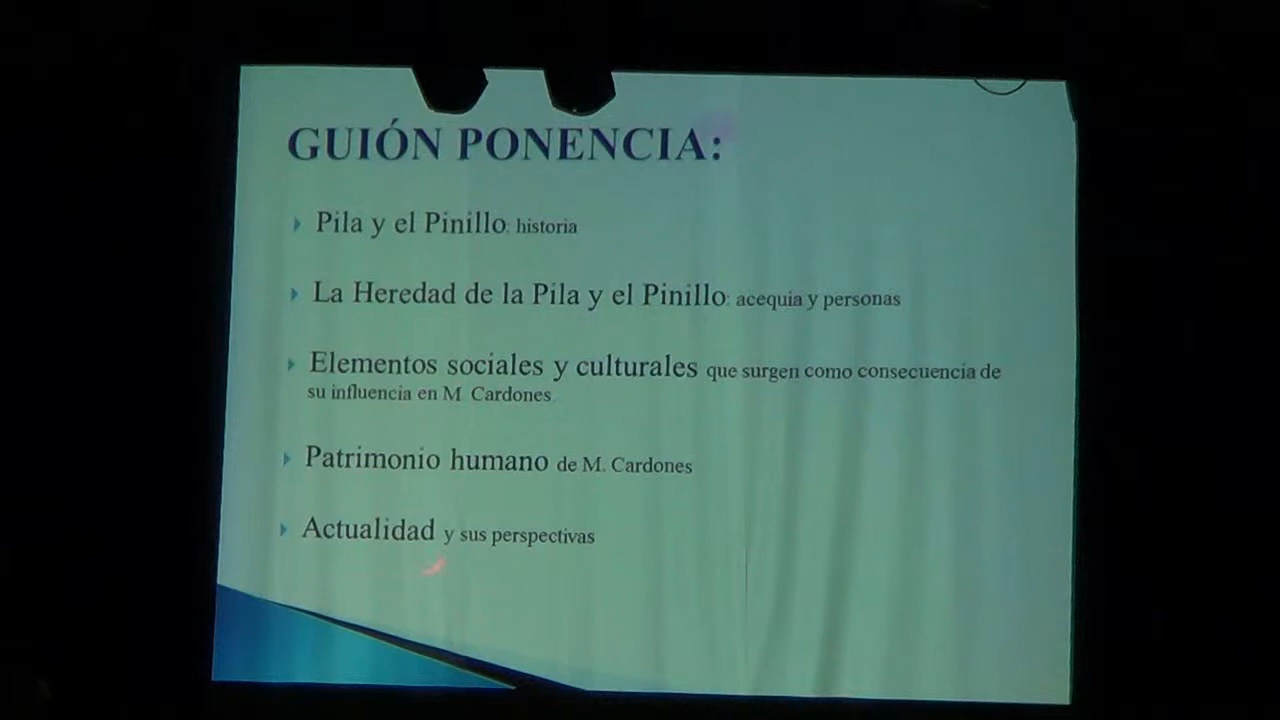 GUIÓN PONENCIA:
Pila y el Pinillo: historia
La Heredad de la Pila y el Pinillo: acequia y personas
Elementos sociales y culturales que surgen como consecuencia de
su influencia en M. Cardones.
Patrimonio humano de M. Cardones
Actualidad y sus perspectivas